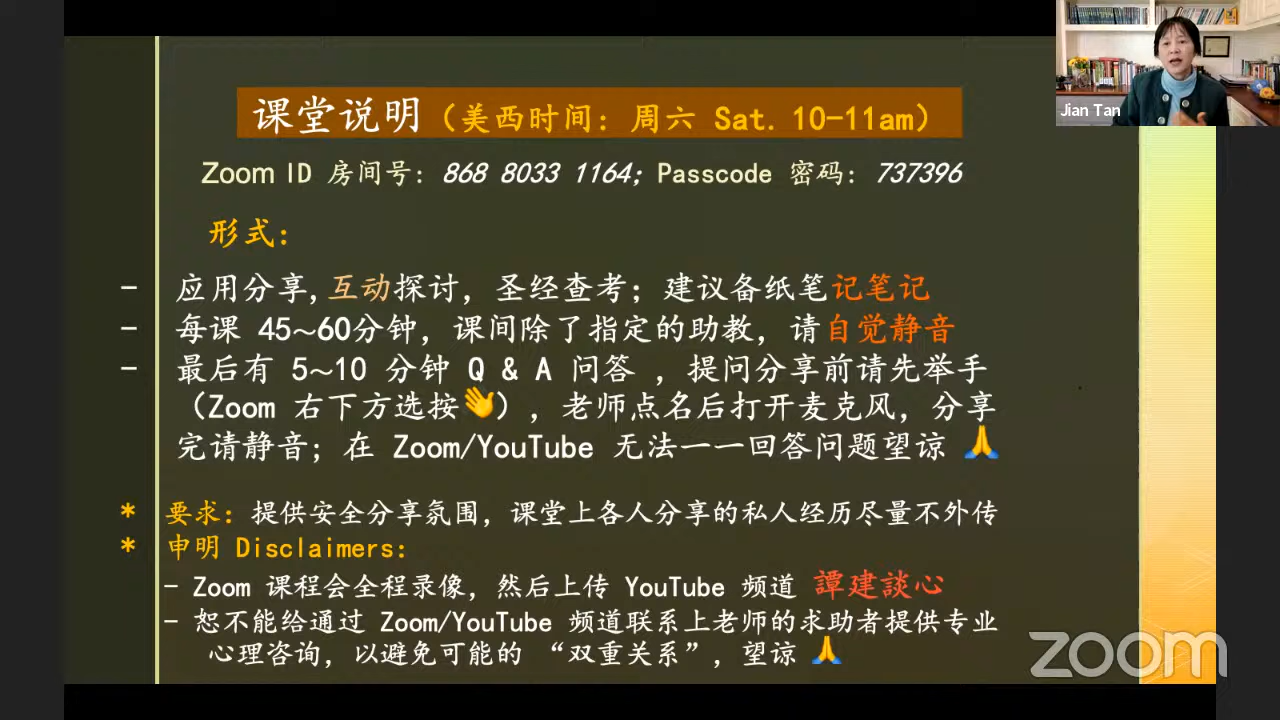 课堂说明（美西时间：周六 Sat. 10-11am）
Zoom ID 房间号：868 8033 1164; Passcode 密码：737396
形式：
- 应用分享, 互动探讨，圣经查考；建议备纸笔记笔记
- 每课 45~60分钟，课间除了指定的助教，请自觉静音
- 最后有 5~10 分钟 Q & A 问答 ，提问分享前请先举手
（Zoom 右下方选按👋），老师点名后打开麦克风，分享
完请静音；在 Zoom/YouTube 无法一一回答问题望谅 🙏
* 要求：提供安全分享氛围，课堂上各人分享的私人经历尽量不外传
* 申明 Disclaimers:
- Zoom 课程会全程录像，然后上传 YouTube 频道 譚建談心
- 恕不能给通过 Zoom/YouTube 频道联系上老师的求助者提供专业
心理咨询，以避免可能的 “双重关系”，望谅 🙏
Jian Tan
zoom